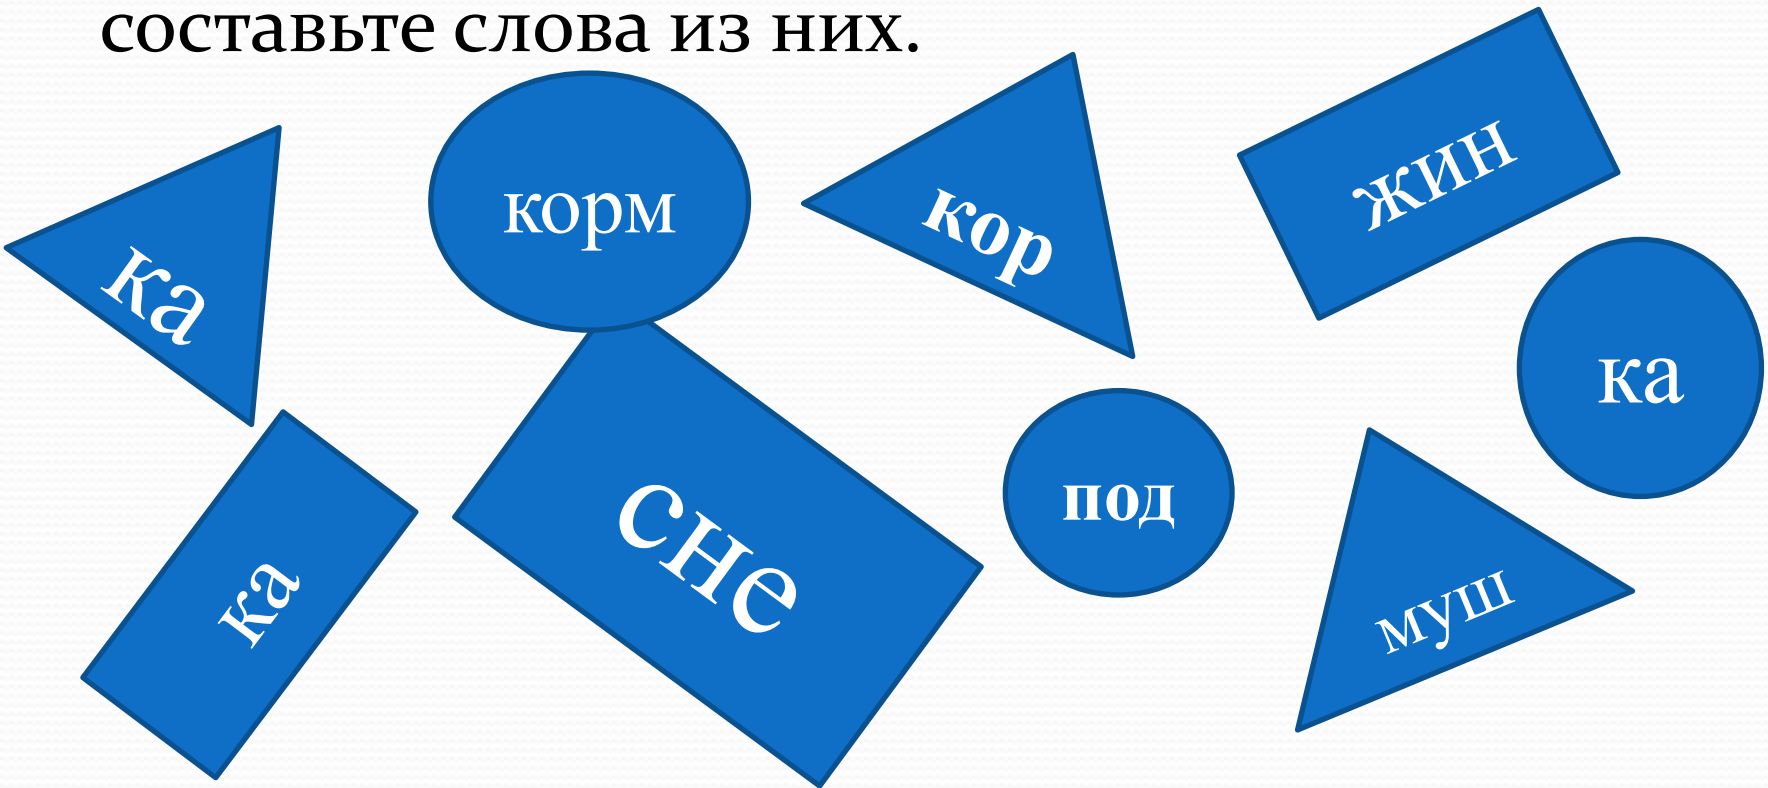 составьте слова из них.
ка
корм
кор
жин
ка
ка
сне
под
муш